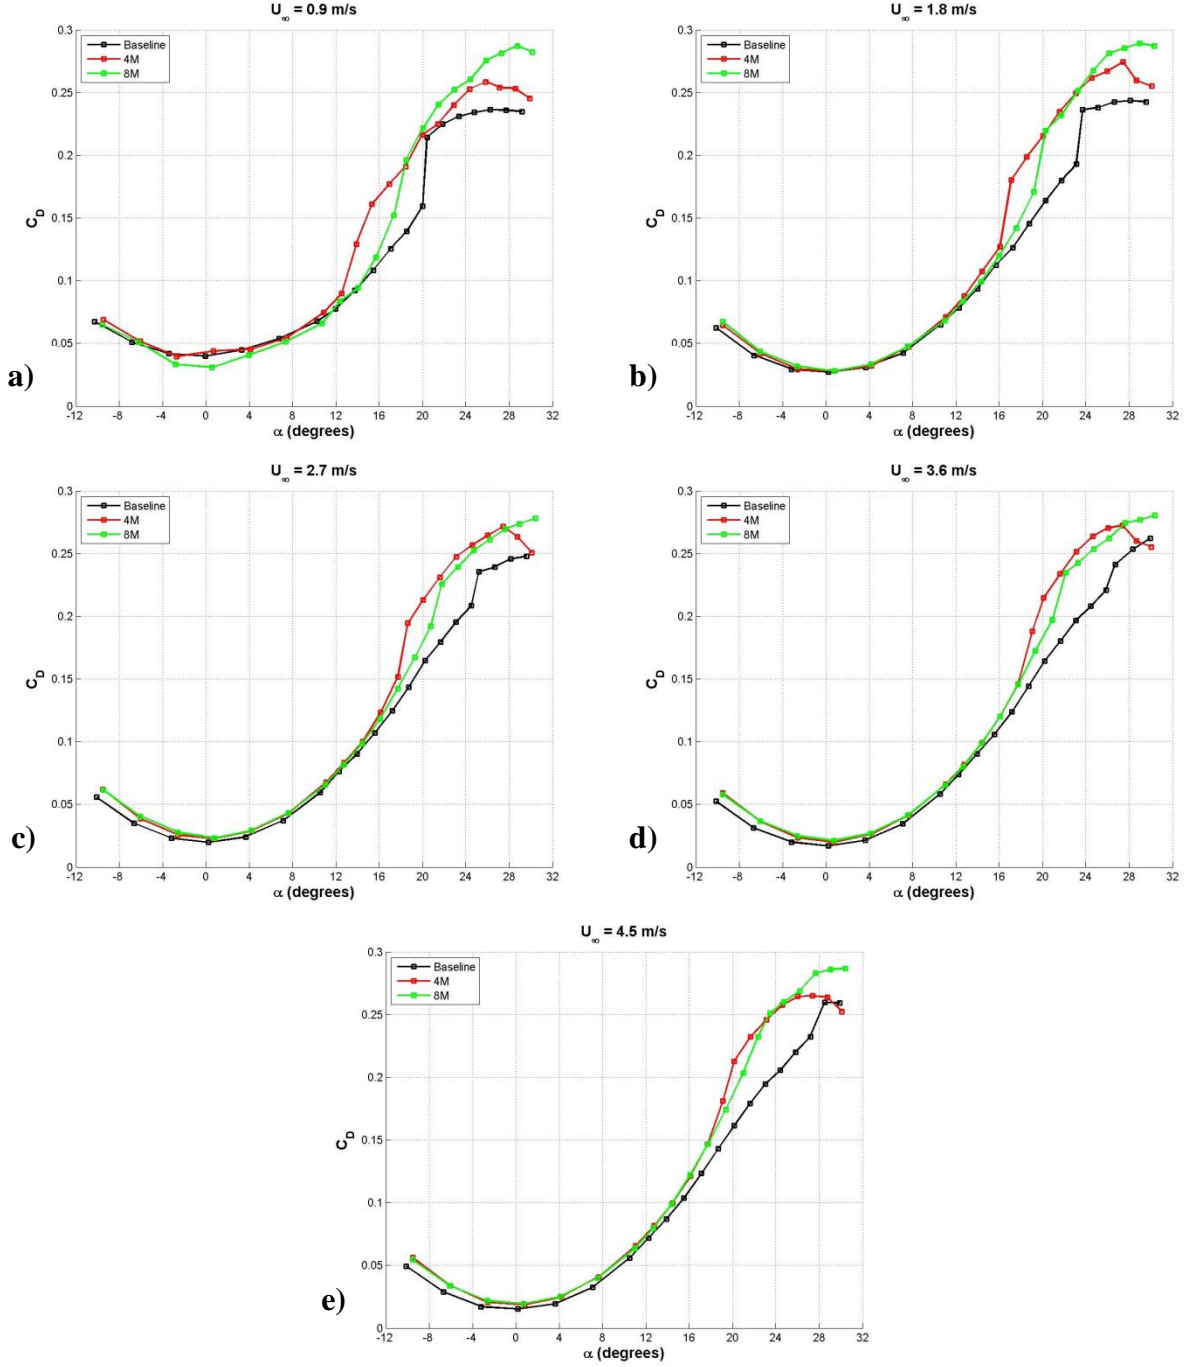 U∞ = 0.9 m/s
0.3
0.25
0.2
0.15
0.1
0.05
0
C_D
Baseline
4M
8M
-12 -8 -4 0 4 8 12 16 20 24 28 32
α (degrees)
a)
U∞ = 1.8 m/s
0.3
0.25
0.2
0.15
0.1
0.05
0
C_D
Baseline
4M
8M
-12 -8 -4 0 4 8 12 16 20 24 28 32
α (degrees)
b)
U∞ = 2.7 m/s
0.3
0.25
0.2
0.15
0.1
0.05
0
C_D
Baseline
4M
8M
-12 -8 -4 0 4 8 12 16 20 24 28 32
α (degrees)
c)
U∞ = 3.6 m/s
0.3
0.25
0.2
0.15
0.1
0.05
0
C_D
Baseline
4M
8M
-12 -8 -4 0 4 8 12 16 20 24 28 32
α (degrees)
d)
U∞ = 4.5 m/s
0.3
0.25
0.2
0.15
0.1
0.05
0
C_D
Baseline
4M
8M
-12 -8 -4 0 4 8 12 16 20 24 28 32
α (degrees)
e)